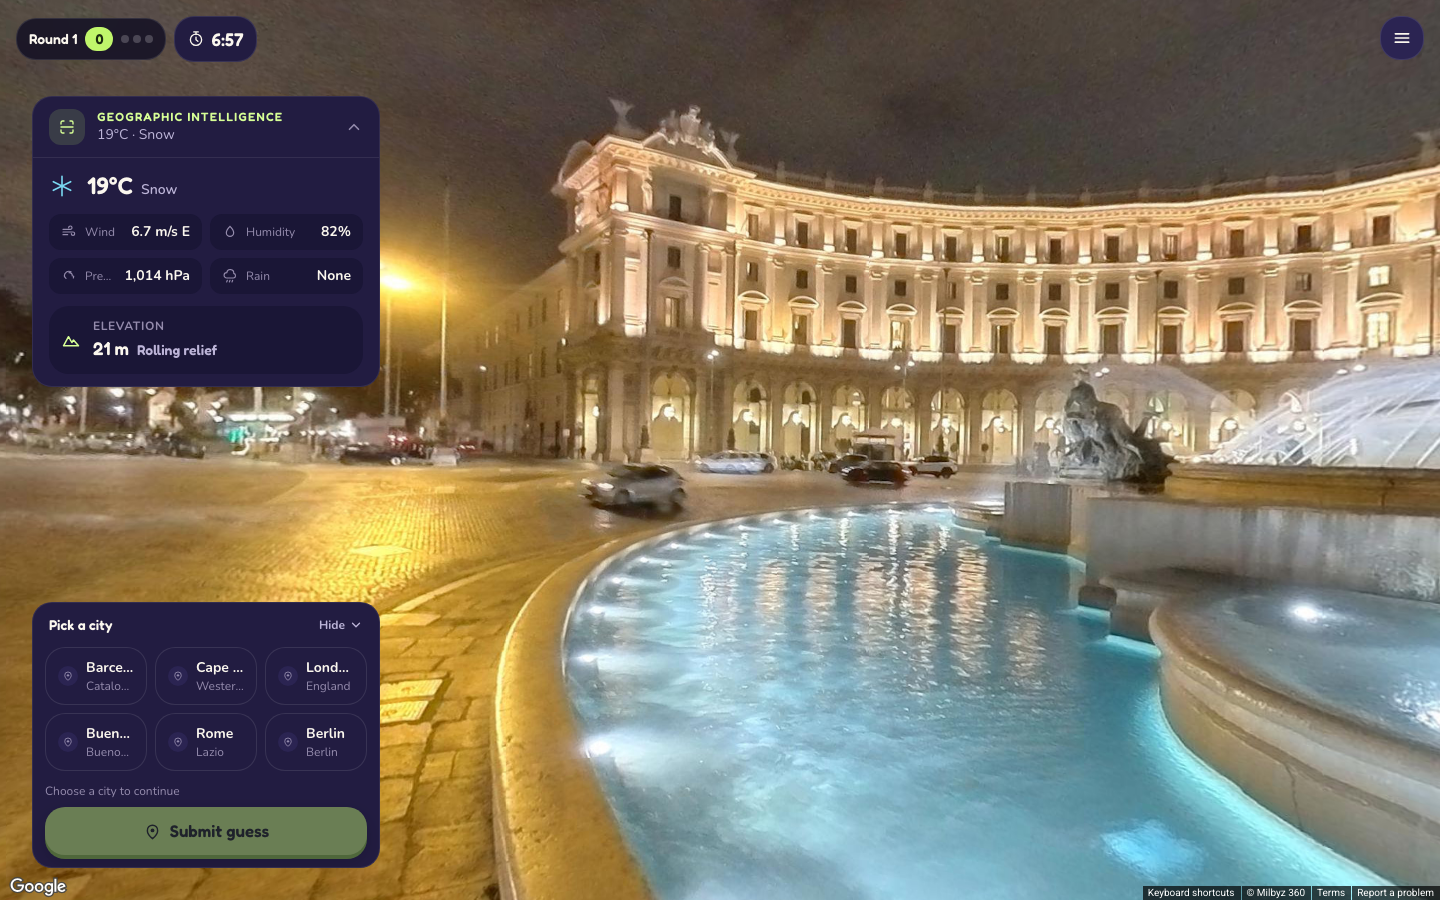 Round 1 0
6:57
GEOGRAPHIC INTELLIGENCE
19°C · Snow
19°C Snow
Wind 6.7 m/s E
Humidity 82%
Pre... 1,014 hPa
Rain None
ELEVATION
21 m Rolling relief
Pick a city
Hide
Barce...
Catalo...
Cape ...
Wester...
Lond...
England
Buen...
Bueno...
Rome
Lazio
Berlin
Berlin
Choose a city to continue
Submit guess
Google
Keyboard shortcuts © Milbyz 360 Terms Report a problem